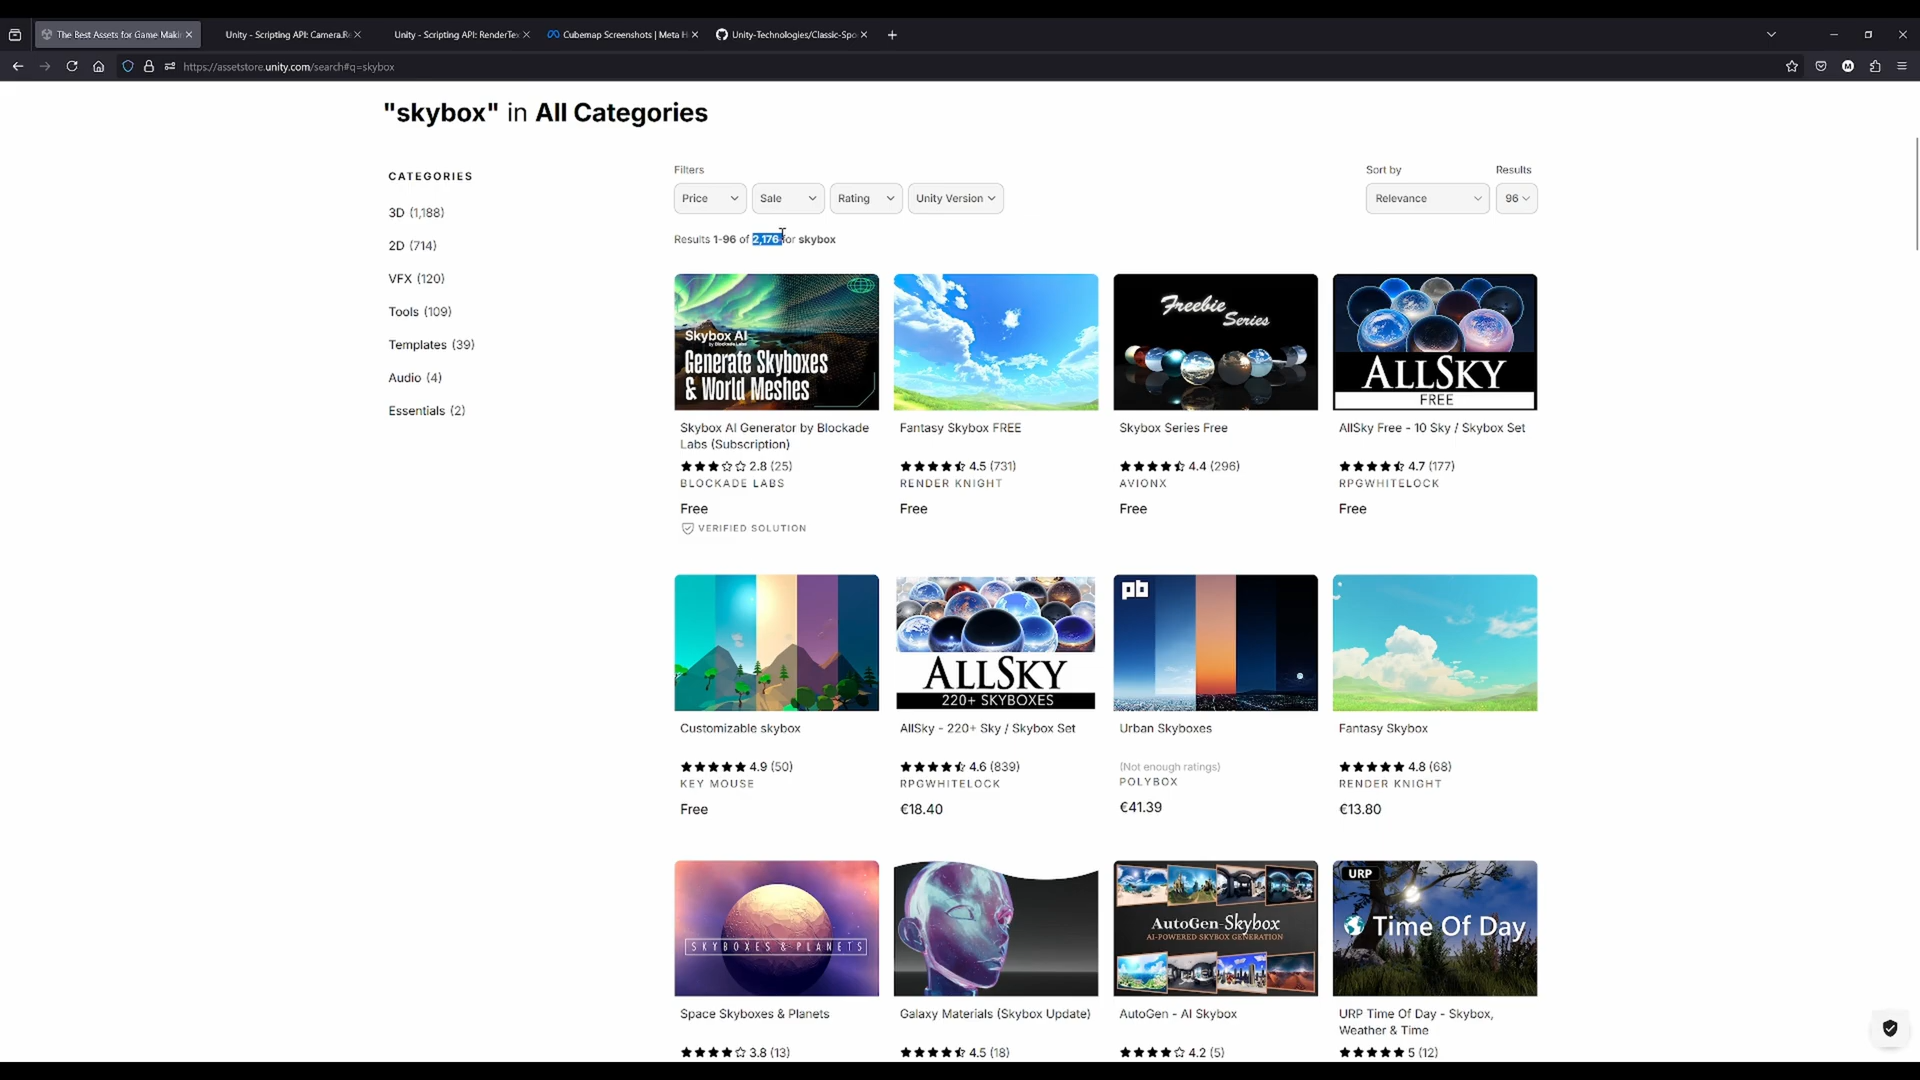 The Best Assets for Game Maki
Unity - Scripting API: Camera.Re
Unity - Scripting API: RenderTex
Cubemap Screenshots | Meta H
Unity-Technologies/Classic-Spo
https://assetstore.unity.com/search#q=skybox
M
"skybox" in All Categories
CATEGORIES
3D (1,188)
2D (714)
VFX (120)
Tools (109)
Templates (39)
Audio (4)
Essentials (2)
Filters
Price
Sale
Rating
Unity Version
Sort by
Relevance
Results
96
Results 1-96 of 2,176 for skybox
Skybox AI
by Blockade Labs
Generate Skyboxes
& World Meshes
Skybox AI Generator by Blockade
Labs (Subscription)
2.8 (25)
BLOCKADE LABS
Free
VERIFIED SOLUTION
Fantasy Skybox FREE
4.5 (731)
RENDER KNIGHT
Free
Freebie
Series
Skybox Series Free
4.4 (296)
AVIONX
Free
ALLSKY
FREE
AllSky Free - 10 Sky / Skybox Set
4.7 (177)
RPGWHITELOCK
Free
Customizable skybox
4.9 (50)
KEY MOUSE
Free
ALLSKY
220+ SKYBOXES
AllSky - 220+ Sky / Skybox Set
4.6 (839)
RPGWHITELOCK
€18.40
pb
Urban Skyboxes
(Not enough ratings)
POLYBOX
€41.39
Fantasy Skybox
4.8 (68)
RENDER KNIGHT
€13.80
SKYBOXES & PLANETS
Space Skyboxes & Planets
3.8 (13)
Galaxy Materials (Skybox Update)
4.5 (18)
AutoGen-Skybox
AI-POWERED SKYBOX GENERATION
AutoGen - AI Skybox
4.2 (5)
URP
Time Of Day
URP Time Of Day - Skybox,
Weather & Time
5 (12)